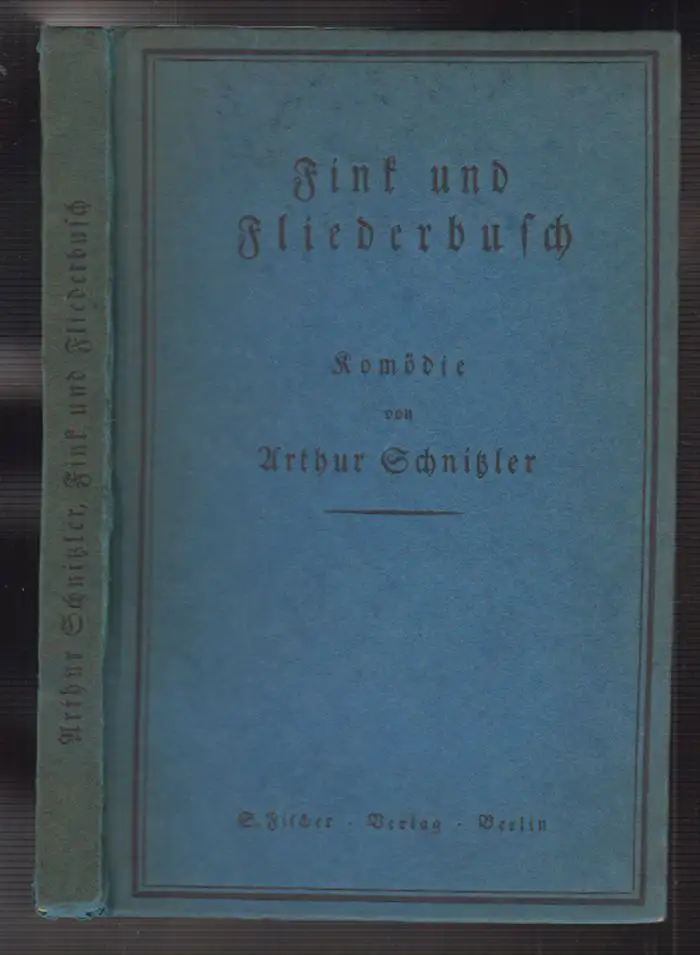 Arthur Schnitzler, Fink und Fliederbusch
Fink und
Fliederbusch
Komödie
von
Arthur Schnitzler
S. Fischer · Verlag · Berlin